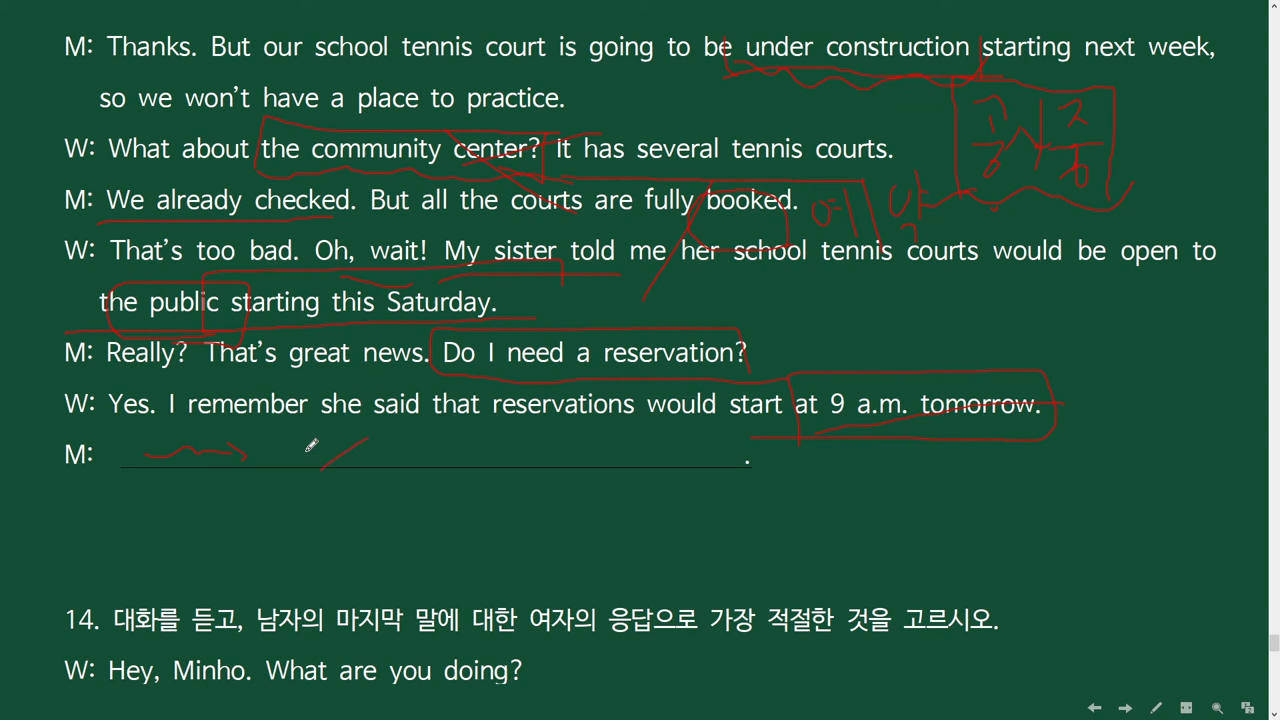 M: Thanks. But our school tennis court is going to be under construction starting next week,
so we won't have a place to practice.
W: What about the community center? It has several tennis courts.
M: We already checked. But all the courts are fully booked.
W: That's too bad. Oh, wait! My sister told me her school tennis courts would be open to
the public starting this Saturday.
M: Really? That's great news. Do I need a reservation?
W: Yes. I remember she said that reservations would start at 9 a.m. tomorrow.
M: .
14. 대화를 듣고, 남자의 마지막 말에 대한 여자의 응답으로 가장 적절한 것을 고르시오.
W: Hey, Minho. What are you doing?